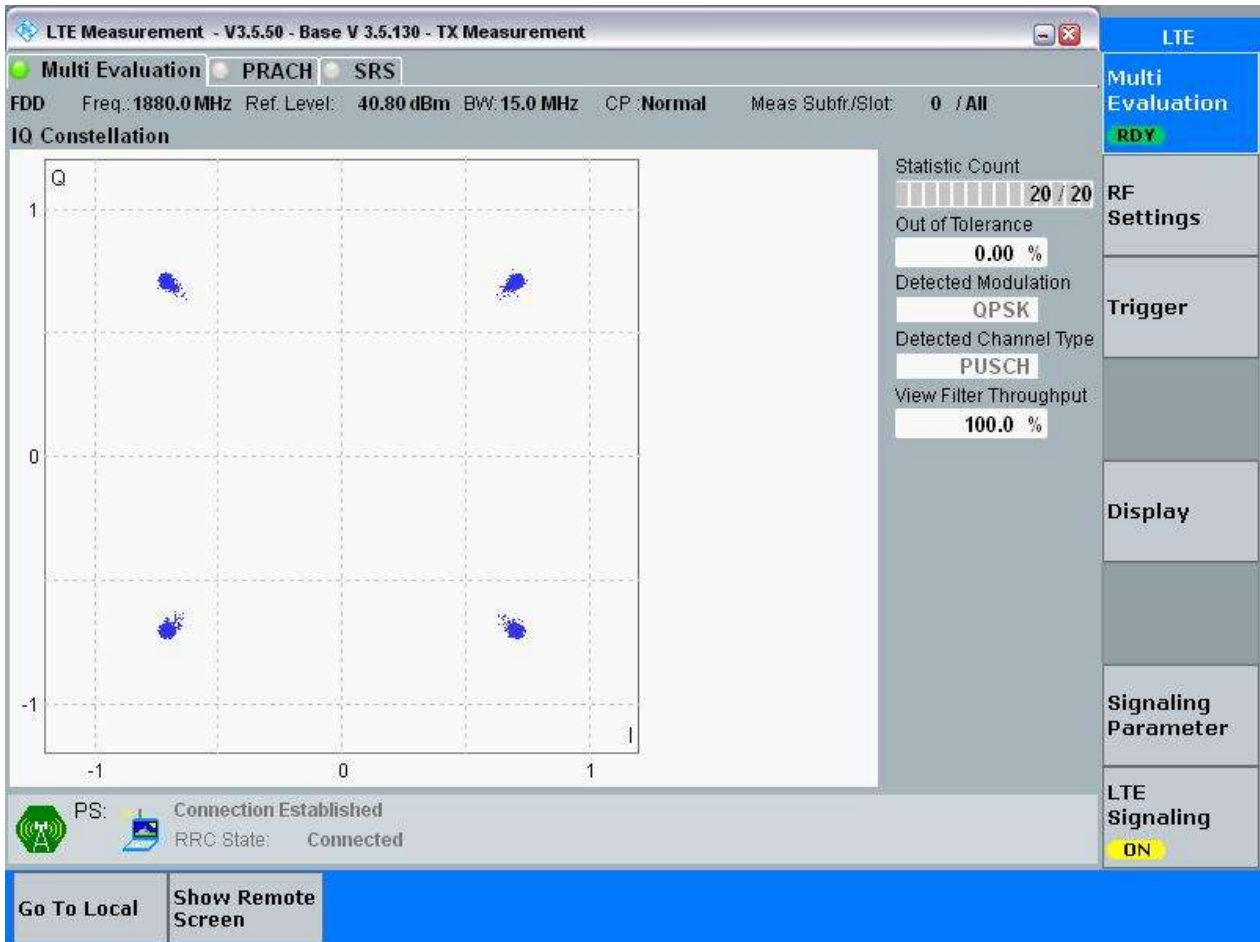 LTE Measurement - V3.5.50 - Base V 3.5.130 - TX Measurement
LTE
Multi Evaluation PRACH SRS
FDD Freq.: 1880.0 MHz Ref. Level: 40.80 dBm BW: 15.0 MHz CP : Normal Meas Subfr./Slot: 0 / All
IQ Constellation
Q
1
0
-1
I
-1 0 1
Statistic Count
20 / 20
Out of Tolerance
0.00 %
Detected Modulation
QPSK
Detected Channel Type
PUSCH
View Filter Throughput
100.0 %
Multi
Evaluation
RDY
RF
Settings
Trigger
Display
Signaling
Parameter
LTE
Signaling
ON
PS: Connection Established
RRC State: Connected
Go To Local
Show Remote
Screen